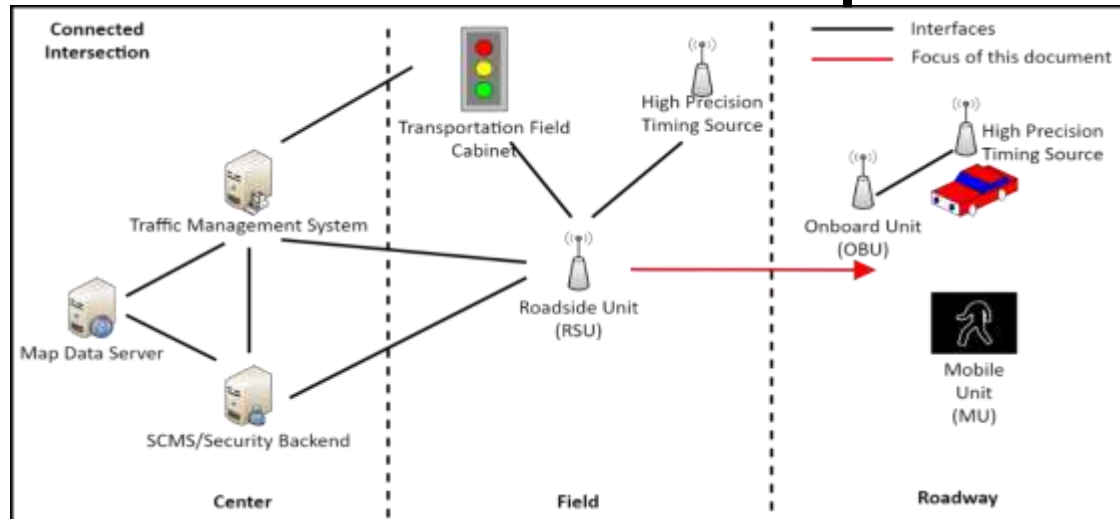 Connected
Intersection
Interfaces
Focus of this document
Transportation Field
Cabinet
High Precision
Timing Source
High Precision
Timing Source
Traffic Management System
Onboard Unit
(OBU)
Roadside Unit
(RSU)
Map Data Server
Mobile
Unit
(MU)
SCMS/Security Backend
Center
Field
Roadway